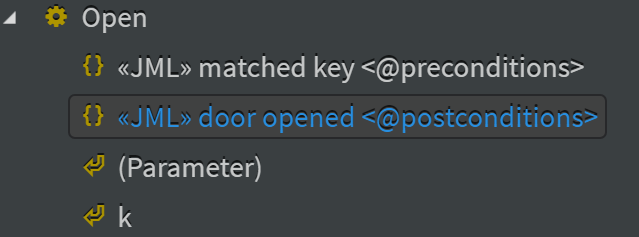 Open
{} «JML» matched key <@preconditions>
{} «JML» door opened <@postconditions>
(Parameter)
k